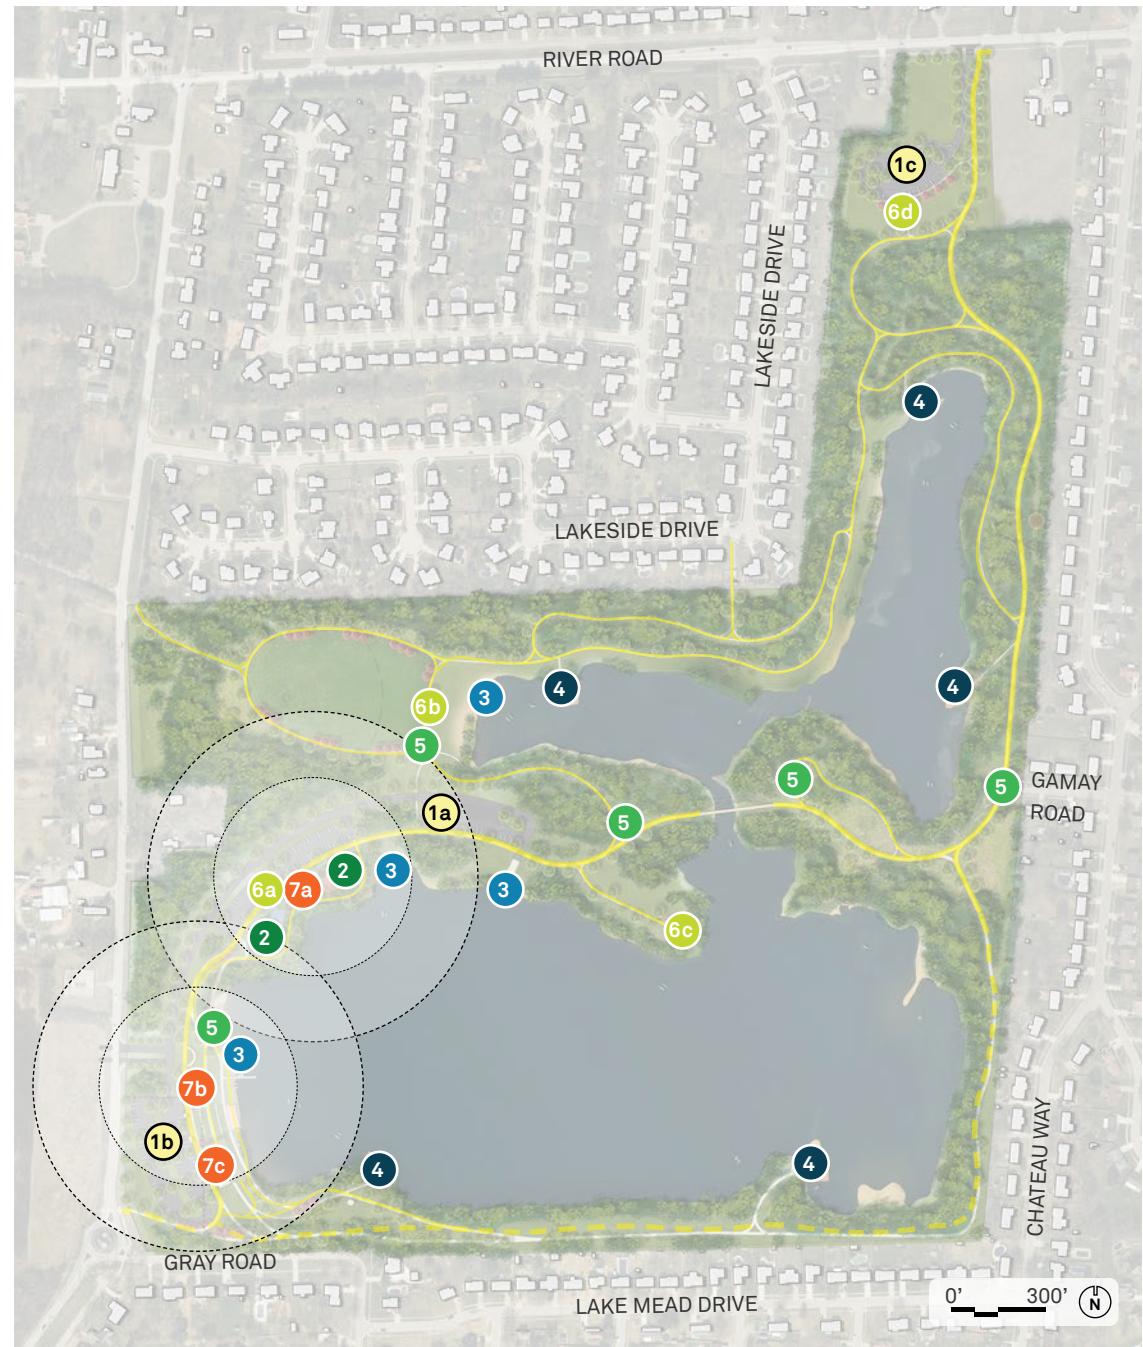 RIVER ROAD
1c
6d
LAKESIDE DRIVE
4
LAKESIDE DRIVE
6b
3
4
4
5
5
5
GAMAY
ROAD
1a
5
2
3
6a
7a
3
2
6c
5
3
7b
1b
7c
4
4
CHATEAU WAY
GRAY ROAD
LAKE MEAD DRIVE
0'
300'
N